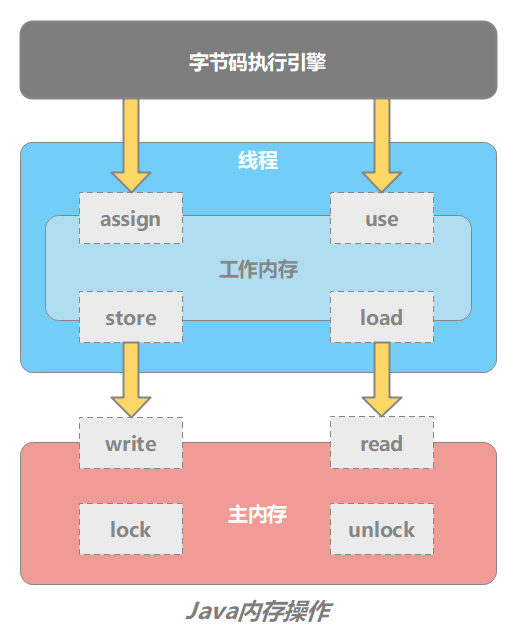 字节码执行引擎
线程
assign
use
工作内存
store
load
write
read
主内存
lock
unlock
Java内存操作